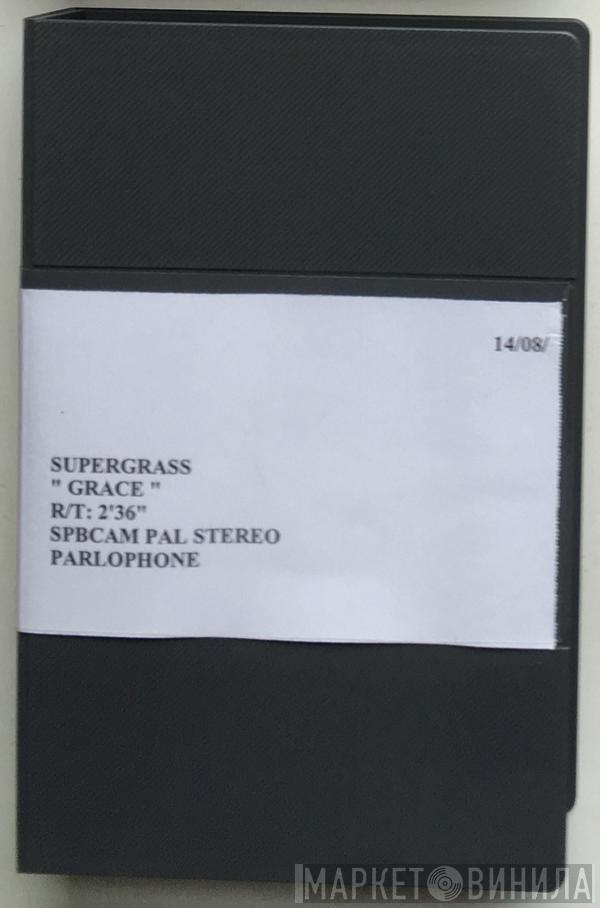 14/08/
SUPERGRASS
" GRACE "
R/T: 2'36"
SPBCAM PAL STEREO
PARLOPHONE
МАРКЕТ ВИНИЛА